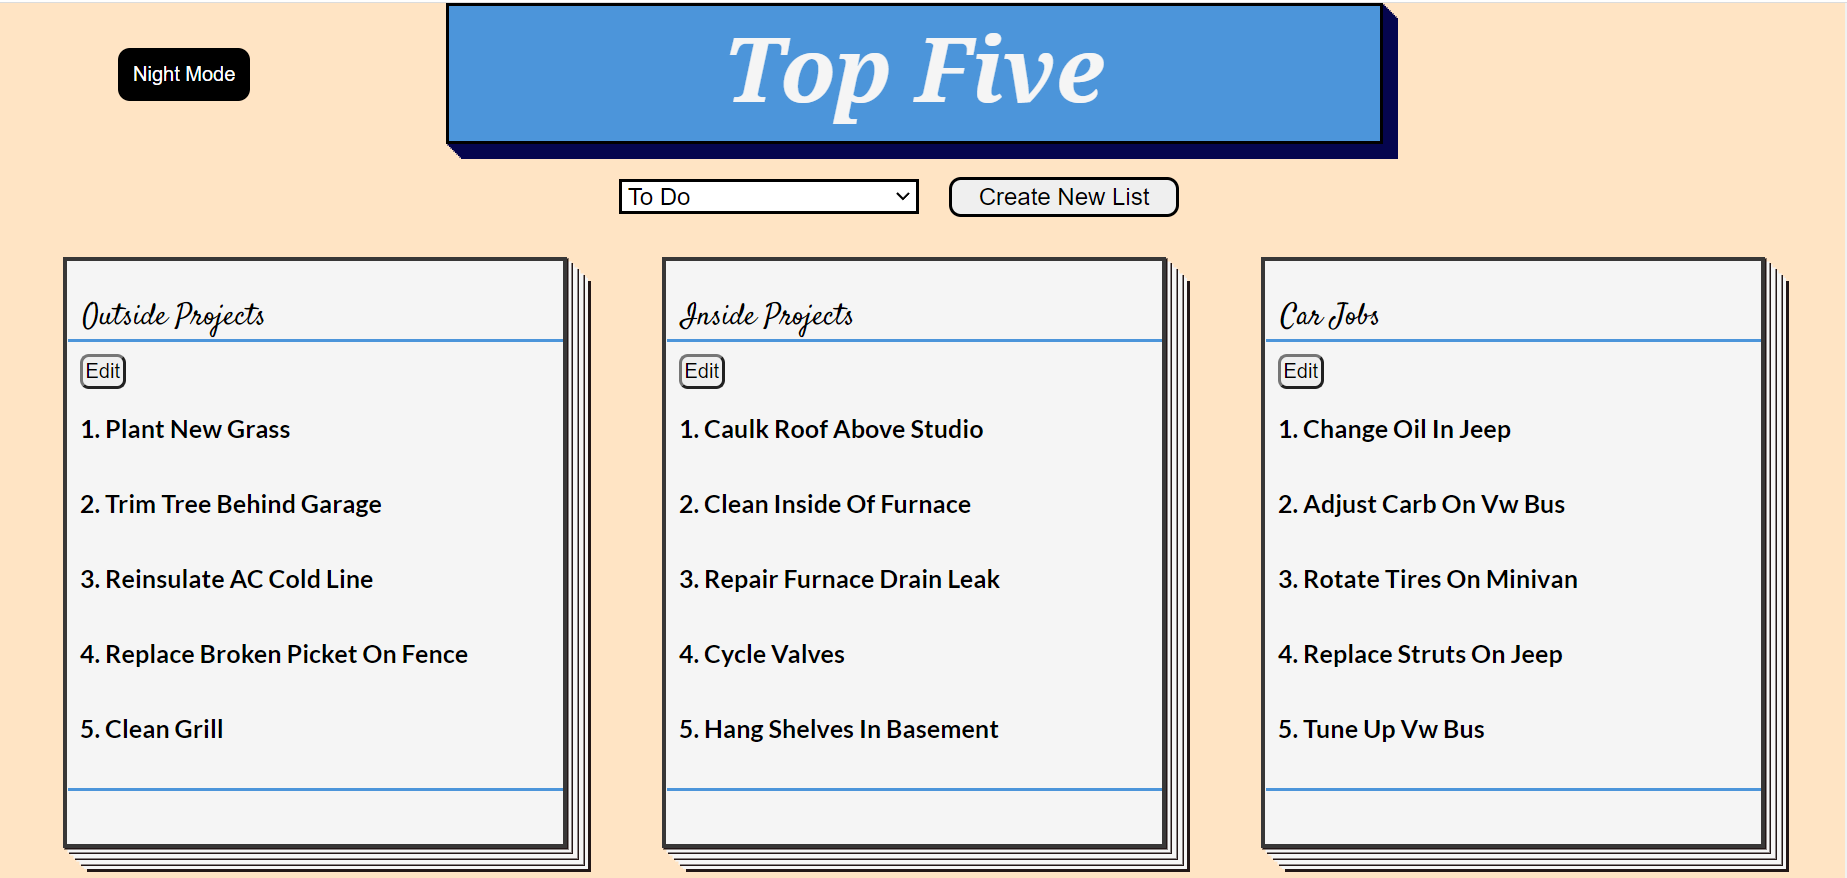 Night Mode
Top Five
To Do
Create New List
Outside Projects
Edit
1. Plant New Grass
2. Trim Tree Behind Garage
3. Reinsulate AC Cold Line
4. Replace Broken Picket On Fence
5. Clean Grill
Inside Projects
Edit
1. Caulk Roof Above Studio
2. Clean Inside Of Furnace
3. Repair Furnace Drain Leak
4. Cycle Valves
5. Hang Shelves In Basement
Car Jobs
Edit
1. Change Oil In Jeep
2. Adjust Carb On Vw Bus
3. Rotate Tires On Minivan
4. Replace Struts On Jeep
5. Tune Up Vw Bus